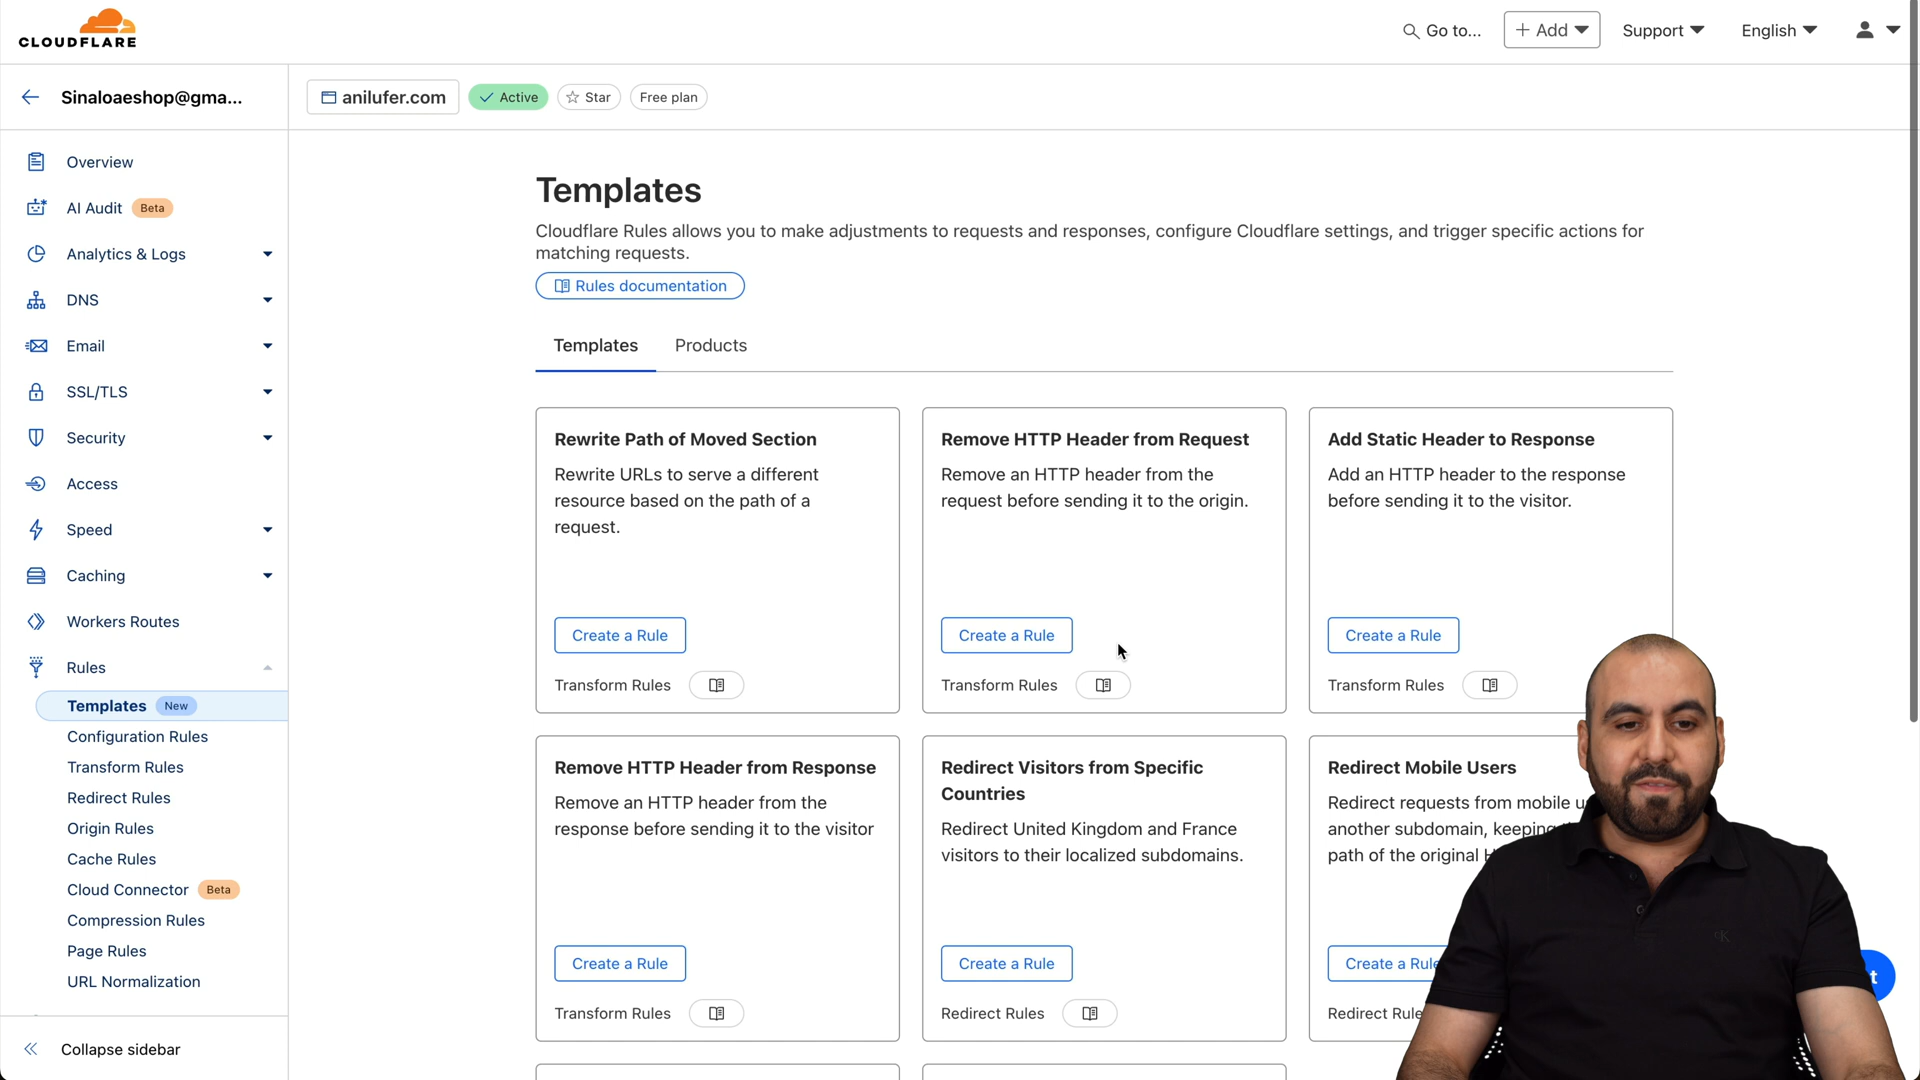 CLOUDFLARE
Go to...
+ Add
Support
English
Sinaloaeshop@gma...
anilufer.com
Active
Star
Free plan
Overview
AI Audit Beta
Analytics & Logs
DNS
Email
SSL/TLS
Security
Access
Speed
Caching
Workers Routes
Rules
Templates New
Configuration Rules
Transform Rules
Redirect Rules
Origin Rules
Cache Rules
Cloud Connector Beta
Compression Rules
Page Rules
URL Normalization
Collapse sidebar
Templates
Cloudflare Rules allows you to make adjustments to requests and responses, configure Cloudflare settings, and trigger specific actions for
matching requests.
Rules documentation
Templates Products
Rewrite Path of Moved Section
Rewrite URLs to serve a different
resource based on the path of a
request.
Create a Rule
Transform Rules
Remove HTTP Header from Request
Remove an HTTP header from the
request before sending it to the origin.
Create a Rule
Transform Rules
Add Static Header to Response
Add an HTTP header to the response
before sending it to the visitor.
Create a Rule
Transform Rules
Remove HTTP Header from Response
Remove an HTTP header from the
response before sending it to the visitor
Create a Rule
Transform Rules
Redirect Visitors from Specific
Countries
Redirect United Kingdom and France
visitors to their localized subdomains.
Create a Rule
Redirect Rules
Redirect Mobile Users
Redirect requests from mobile
another subdomain, keeping
path of the original
Create a Rule
Redirect Rule